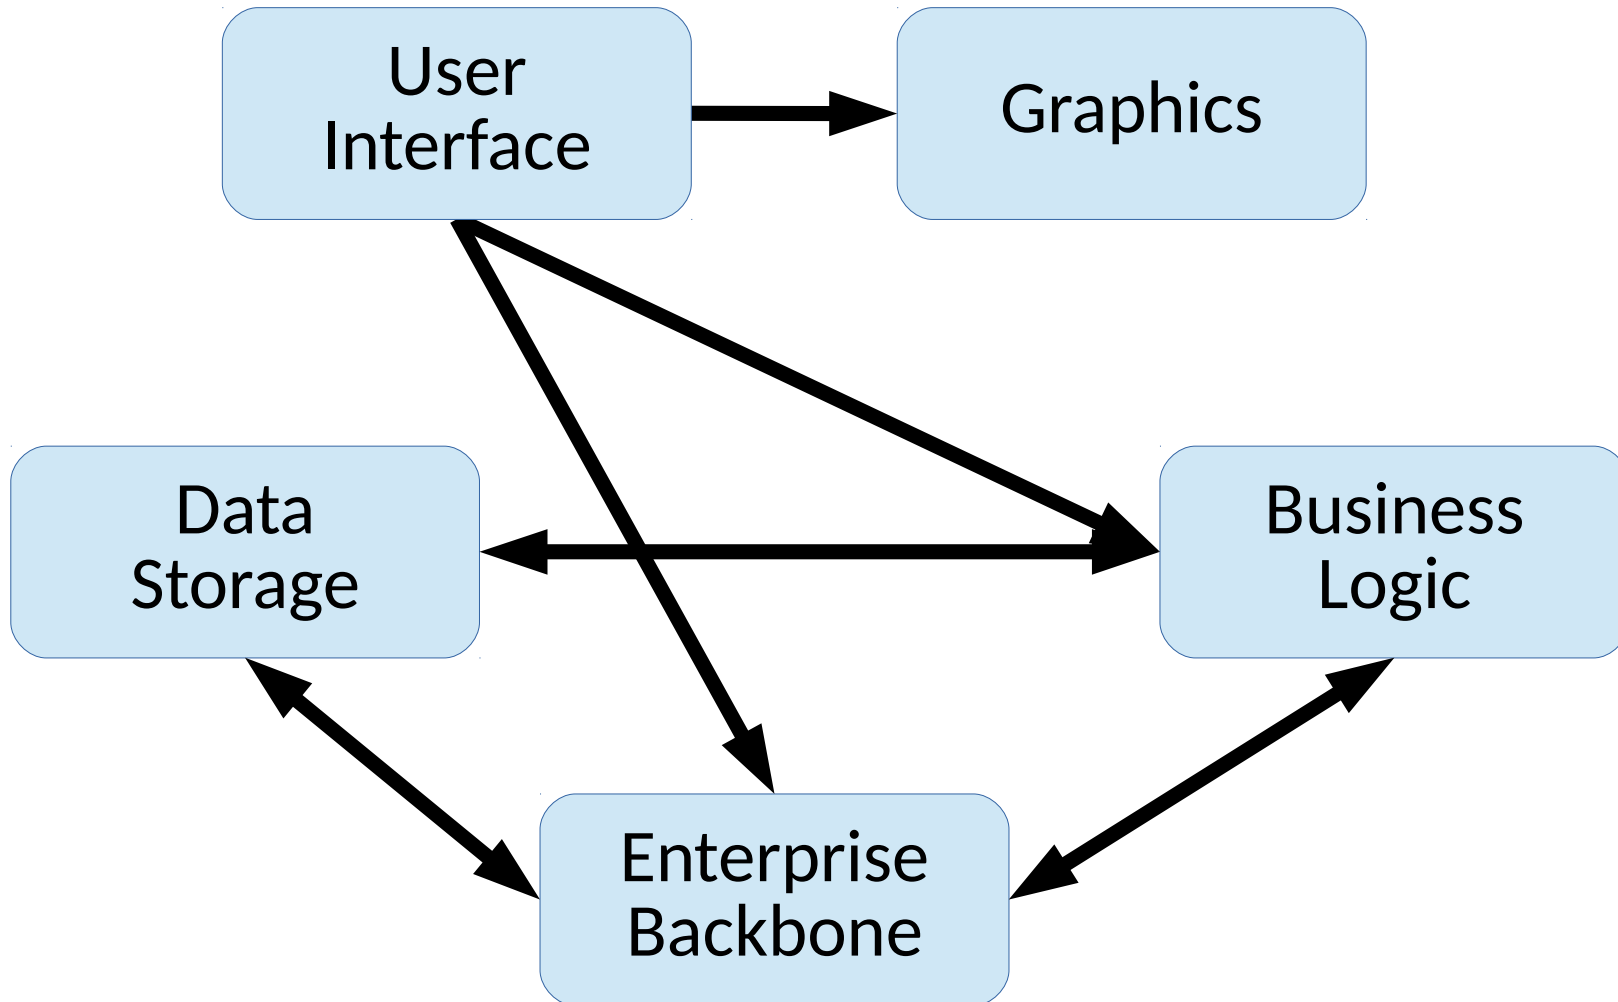 User
Interface
Graphics
Data
Storage
Business
Logic
Enterprise
Backbone